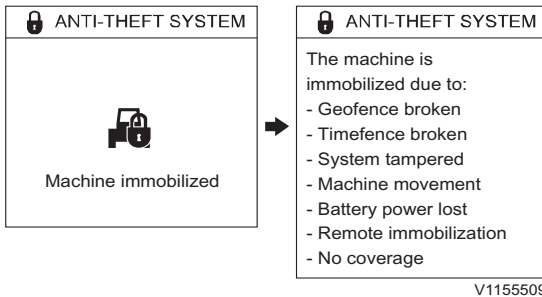 ANTI-THEFT SYSTEM
Machine immobilized
ANTI-THEFT SYSTEM
The machine is
immobilized due to:
- Geofence broken
- Timefence broken
- System tampered
- Machine movement
- Battery power lost
- Remote immobilization
- No coverage
V1155509